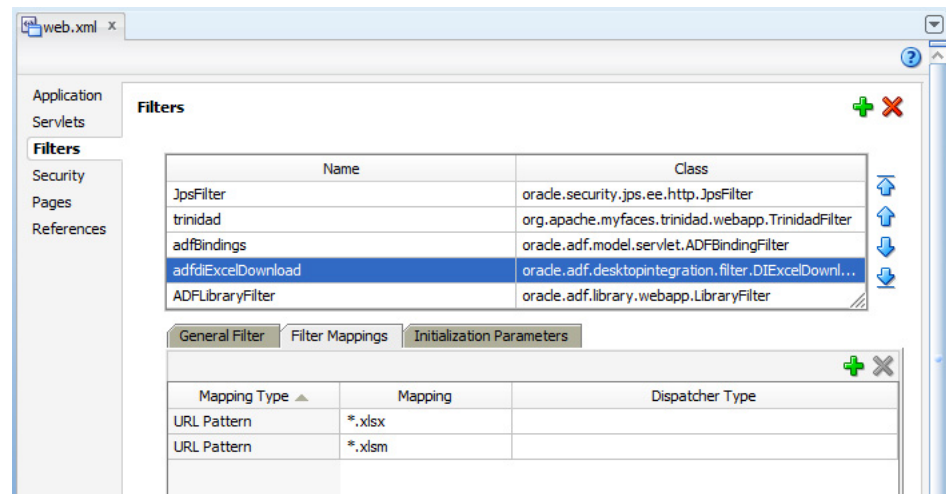 web.xml x
Application
Servlets
Filters
Security
Pages
References
Filters
Name Class
JpsFilter oracle.security.jps.ee.http.JpsFilter
trinidad org.apache.myfaces.trinidad.webapp.TrinidadFilter
adfBindings oracle.adf.model.servlet.ADFBindingFilter
adfdiExcelDownload oracle.adf.desktopintegration.filter.DIExcelDownl...
ADFLibraryFilter oracle.adf.library.webapp.LibraryFilter
General Filter Filter Mappings Initialization Parameters
Mapping Type Mapping Dispatcher Type
URL Pattern *.xlsx
URL Pattern *.xlsm